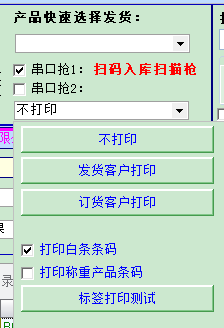 产品快速选择发货:
串口抢1: 扫码入库扫描枪
串口抢2:
不打印
不打印
发货客户打印
订货客户打印
打印白条条码
打印称重产品条码
标签打印测试
录